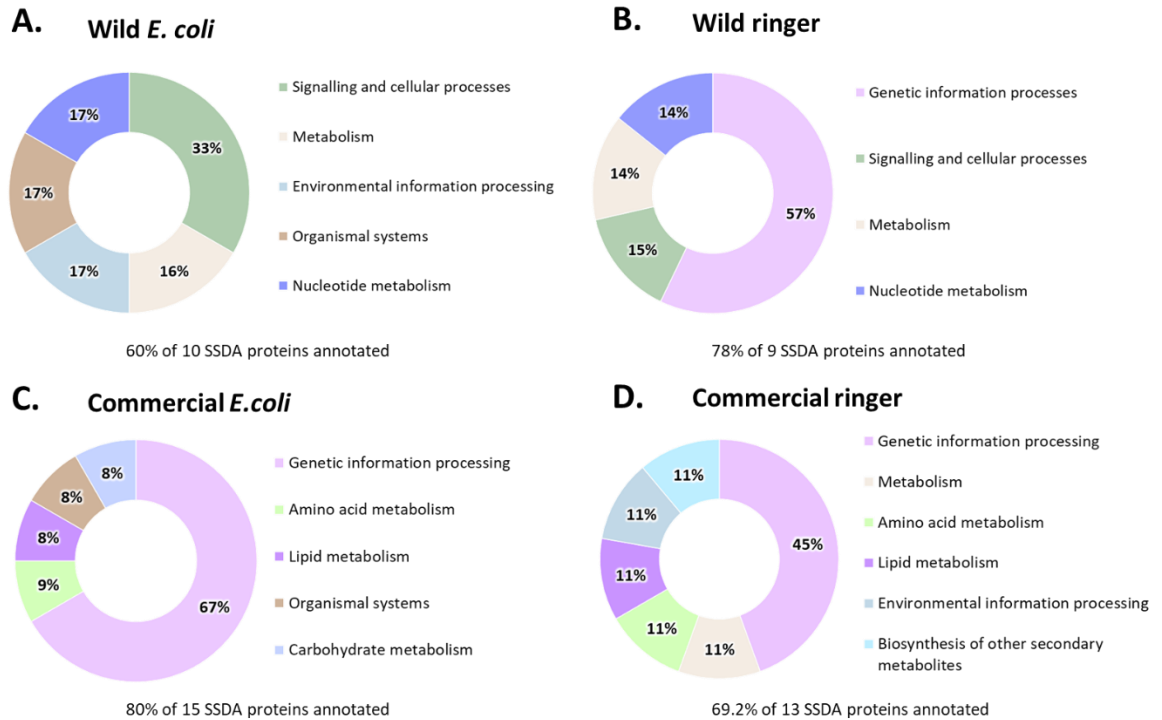 A. Wild E. coli
17%
33%
17%
17%
16%
Signalling and cellular processes
Metabolism
Environmental information processing
Organismal systems
Nucleotide metabolism
60% of 10 SSDA proteins annotated
B. Wild ringer
14%
14%
57%
15%
Genetic information processes
Signalling and cellular processes
Metabolism
Nucleotide metabolism
78% of 9 SSDA proteins annotated
C. Commercial E.coli
8%
8%
8%
9%
67%
Genetic information processing
Amino acid metabolism
Lipid metabolism
Organismal systems
Carbohydrate metabolism
80% of 15 SSDA proteins annotated
D. Commercial ringer
11%
11%
45%
11%
11%
11%
Genetic information processing
Metabolism
Amino acid metabolism
Lipid metabolism
Environmental information processing
Biosynthesis of other secondary
metabolites
69.2% of 13 SSDA proteins annotated